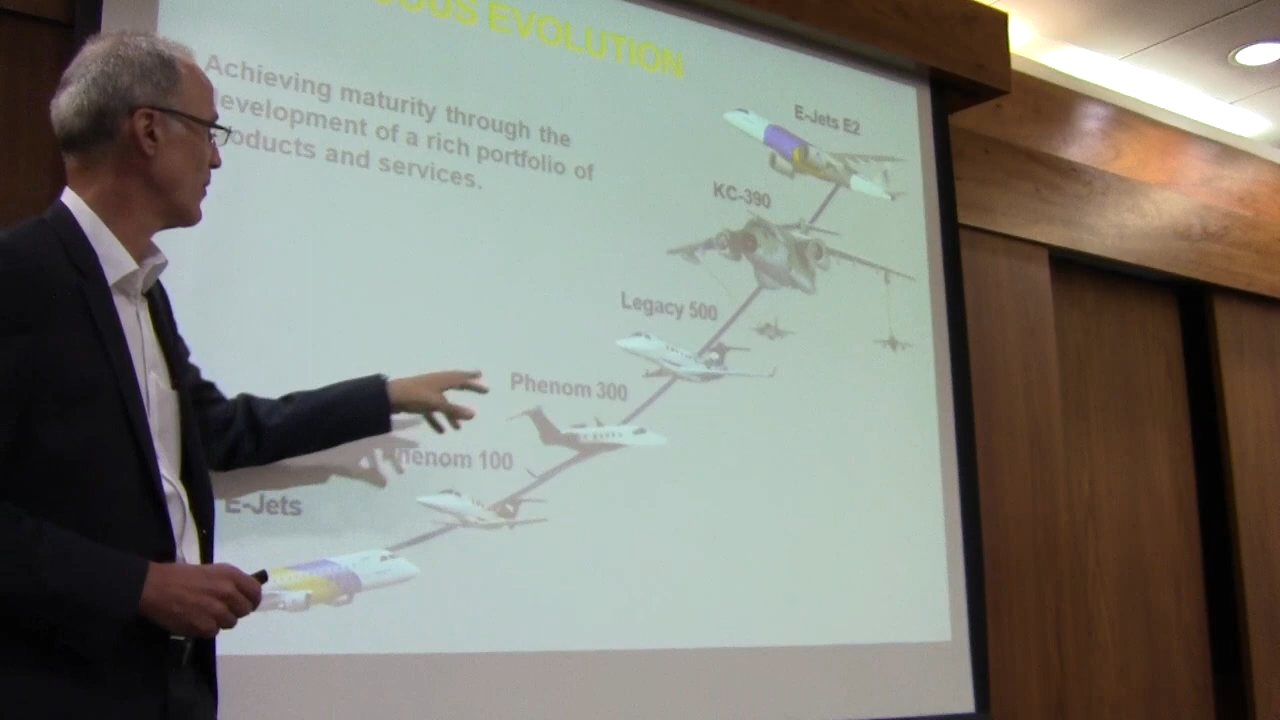 EVOLUTION
Achieving maturity through the
development of a rich portfolio of
products and services.
E-Jets E2
KC-390
Legacy 500
Phenom 300
Phenom 100
E-Jets